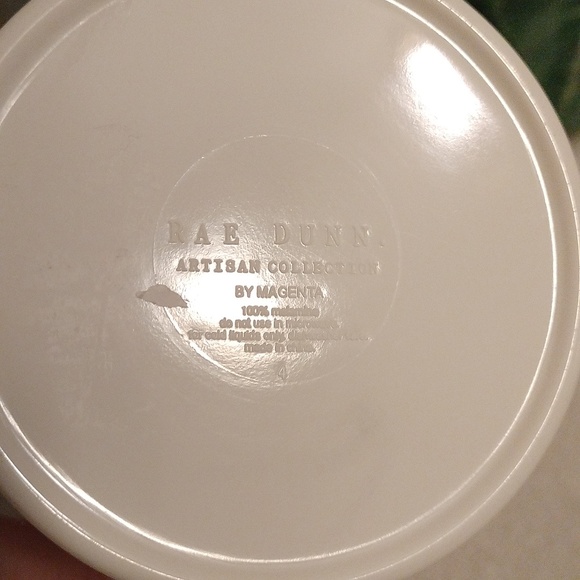 RAE DUNN.
ARTISAN COLLECTION
BY MAGENTA
100% melamine
do not use in microwave
for cold liquids only
made in
4